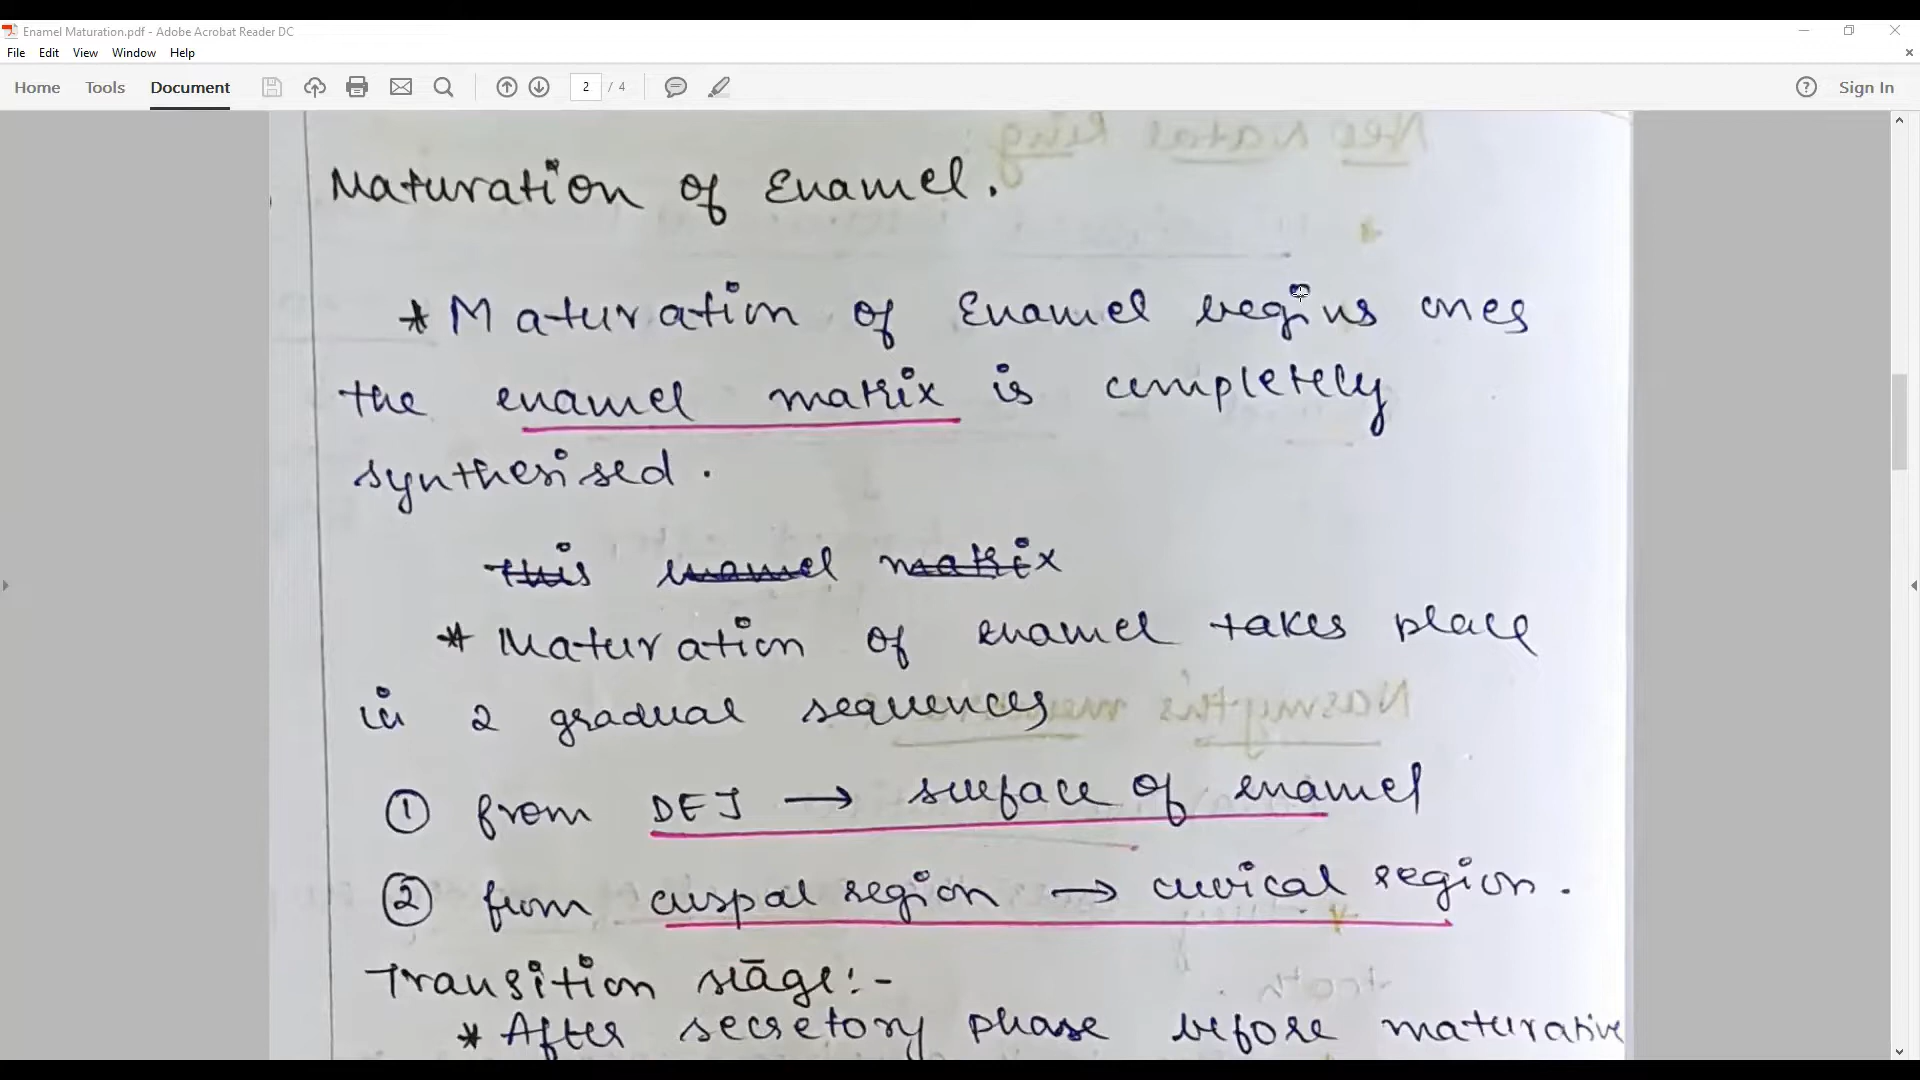 Enamel Maturation.pdf - Adobe Acrobat Reader DC
File Edit View Window Help
Home Tools Document 2 / 4 Sign In
Maturation of Enamel.
* Maturation of Enamel begins ones
the enamel matrix is completely
synthesised.
this enamel matrix
* Maturation of enamel takes place
in 2 gradual sequences
① from DEJ → surface of enamel
② from cuspal region → cervical region.
Transition stage:-
* After secretory phase before maturative